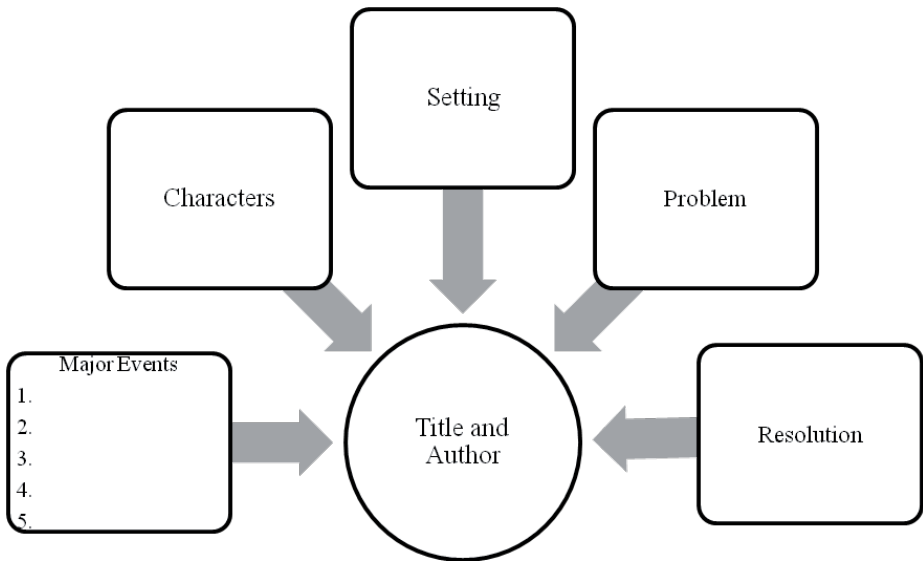 Setting
Characters
Problem
Major Events
1.
2.
3.
4.
5.
Title and
Author
Resolution